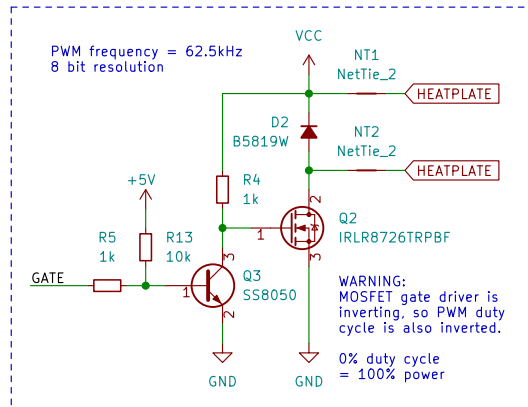 PWM frequency = 62.5kHz
8 bit resolution
VCC
NT1
NetTie_2
HEATPLATE
D2
B5819W
NT2
NetTie_2
HEATPLATE
+5V
R4
1k
2
Q2
IRLR8726TRPBF
1
3
R5
1k
R13
10k
3
Q3
SS8050
GATE
1
2
WARNING:
MOSFET gate driver is
inverting, so PWM duty
cycle is also inverted.
0% duty cycle
= 100% power
GND
GND